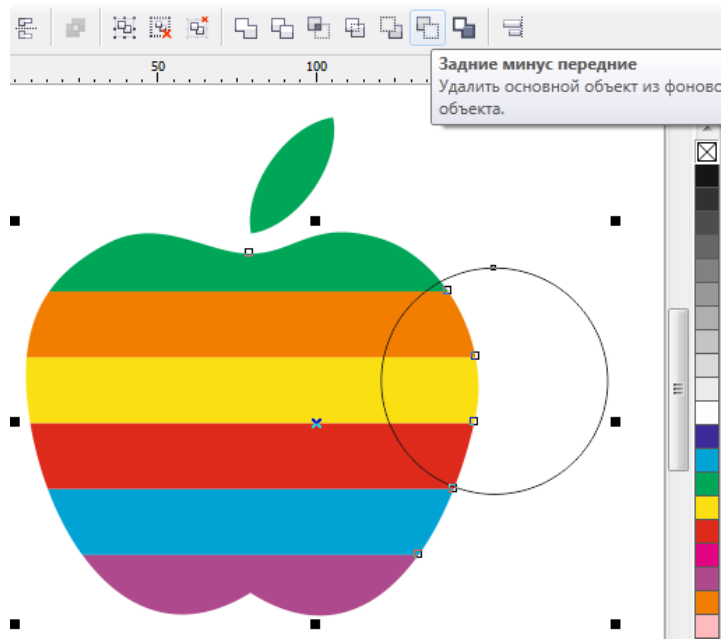 50
100
Задние минус передние
Удалить основной объект из фоново
объекта.